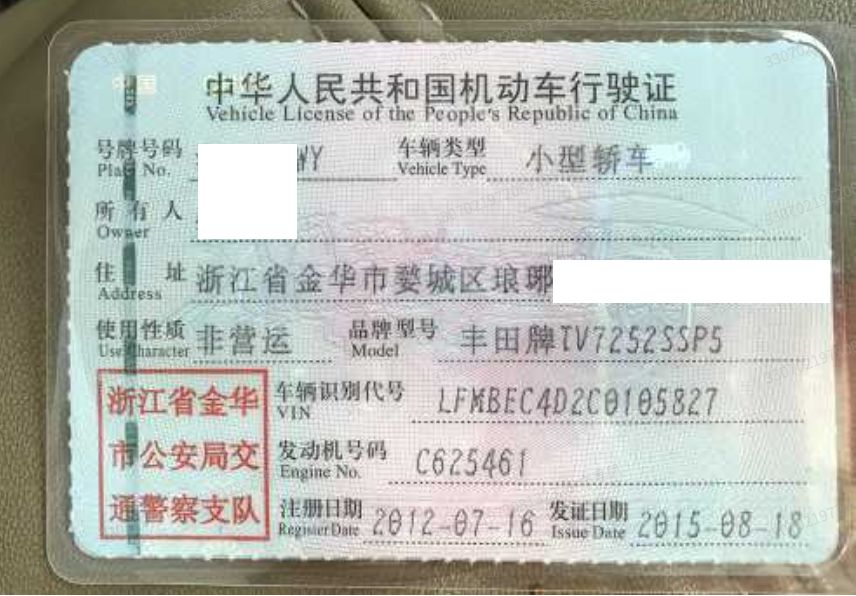 中华人民共和国机动车行驶证
Vehicle License of the People's Republic of China
号牌号码 WY 车辆类型 小型轿车
Plate No. Vehicle Type
所有人
Owner
住址 浙江省金华市婺城区琅琊
Address
使用性质 非营运 品牌型号 丰田牌TV7252SSP5
Use Character Model
浙江省金华 车辆识别代号 LFMBEC4D2C0105827
VIN
市公安局交 发动机号码 C625461
Engine No.
通警察支队 注册日期 2012-07-16 发证日期 2015-08-18
Register Date Issue Date